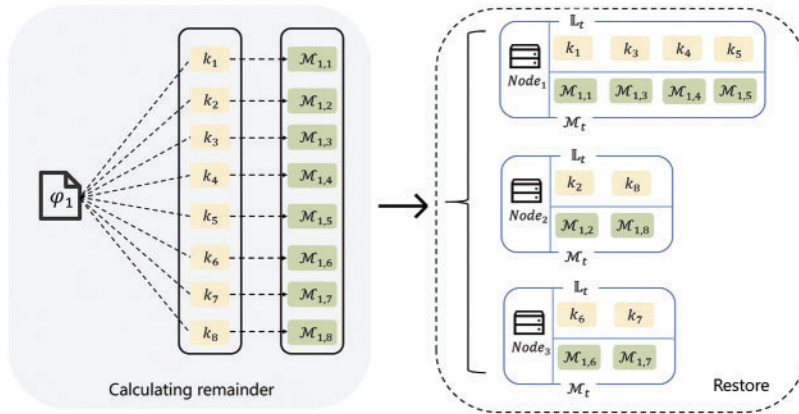 φ₁
k₁ ℳ₁,₁
k₂ ℳ₁,₂
k₃ ℳ₁,₃
k₄ ℳ₁,₄
k₅ ℳ₁,₅
k₆ ℳ₁,₆
k₇ ℳ₁,₇
k₈ ℳ₁,₈
Calculating remainder
𝕃ₜ
Node₁
k₁ k₃ k₄ k₅
ℳ₁,₁ ℳ₁,₃ ℳ₁,₄ ℳ₁,₅
ℳₜ
𝕃ₜ
Node₂
k₂ k₈
ℳ₁,₂ ℳ₁,₈
ℳₜ
𝕃ₜ
Node₃
k₆ k₇
ℳ₁,₆ ℳ₁,₇
ℳₜ
Restore